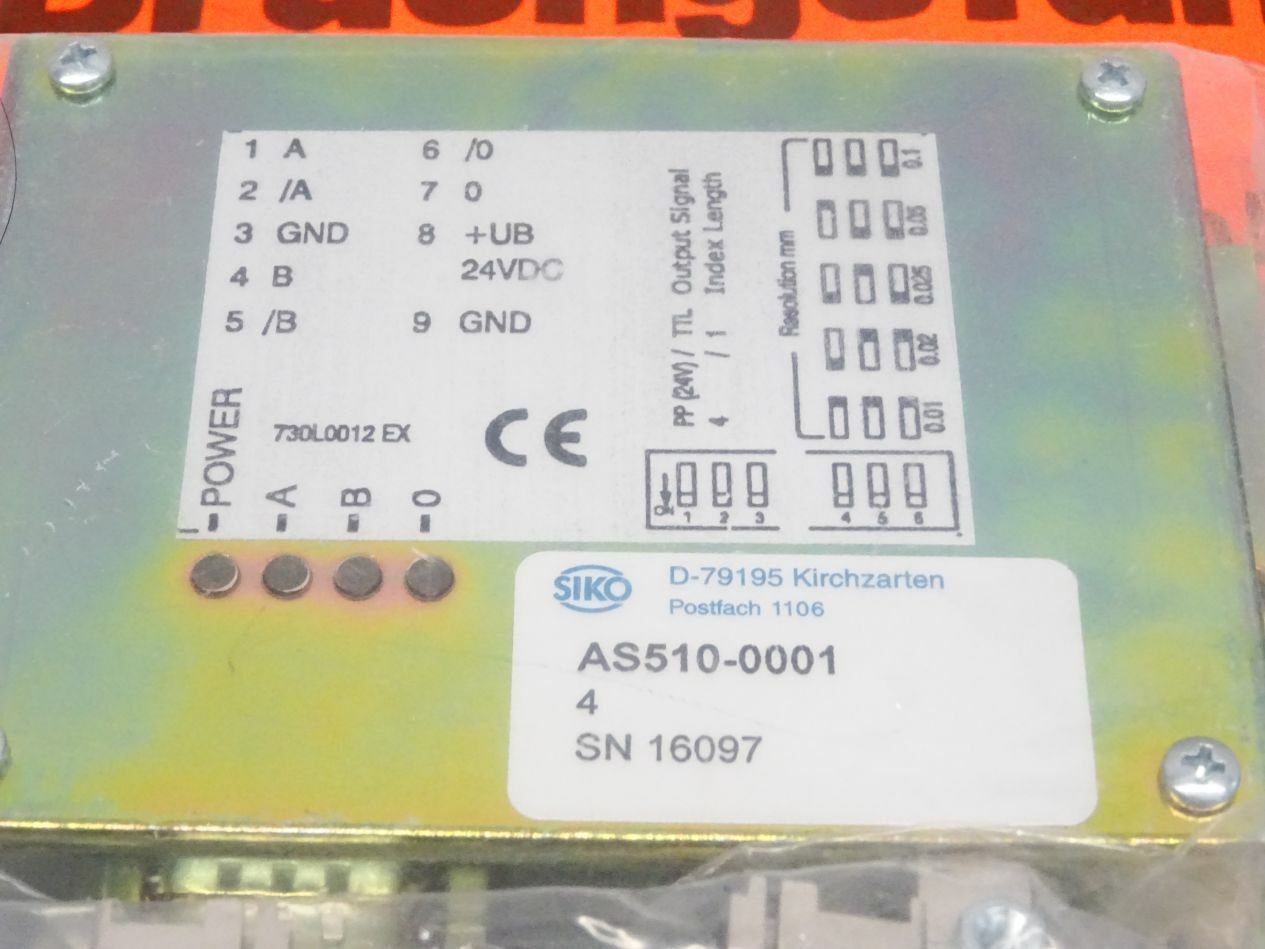 1 A 6 /0
2 /A 7 0
3 GND 8 +UB
24VDC
4 B
5 /B 9 GND
POWER
A
B
0
730L0012 EX
CE
PP (24V) / TTL Output Signal
4 / 1 Index Length
Resolution mm
0.1
0.05
0.025
0.02
0.01
1 2 3 4 5 6
SIKO
D-79195 Kirchzarten
Postfach 1106
AS510-0001
4
SN 16097